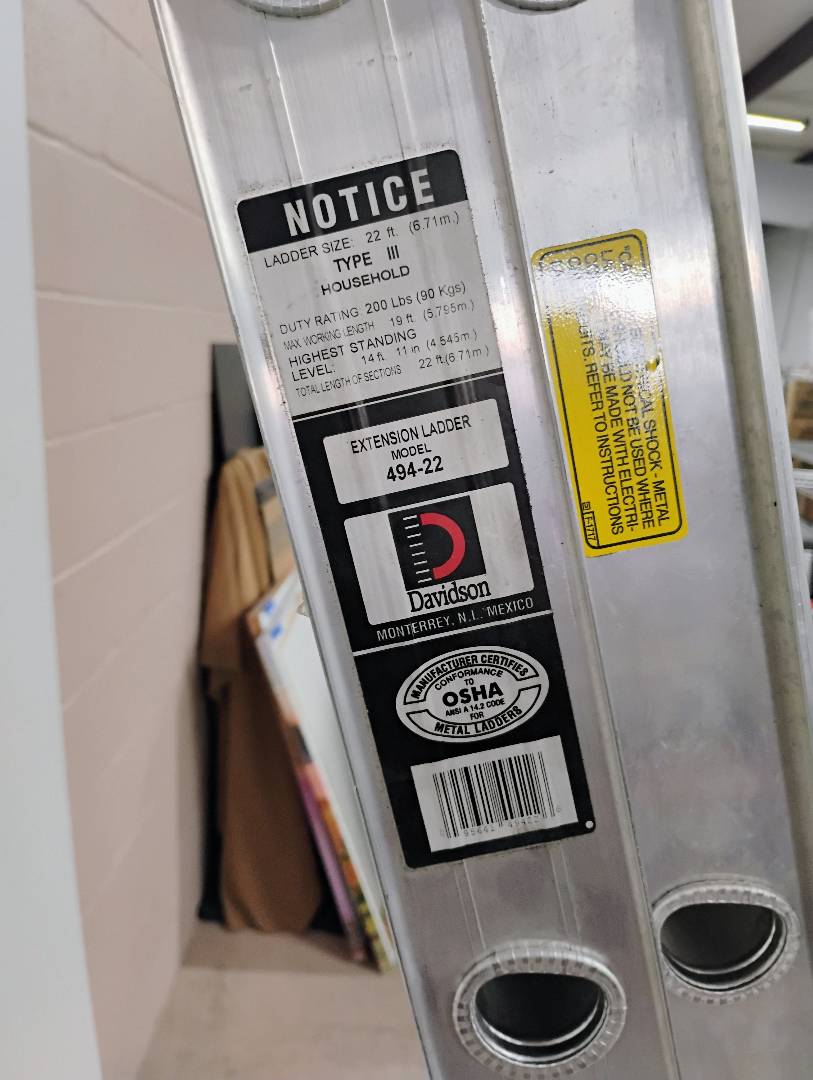 NOTICE
LADDER SIZE: 22 ft. (6.71m.)
TYPE III
HOUSEHOLD
DUTY RATING: 200 Lbs (90 Kgs)
MAX. WORKING LENGTH 19 ft. (5.795m.)
HIGHEST STANDING
LEVEL: 14 ft. 11 in (4.545m.)
TOTAL LENGTH OF SECTIONS 22 ft.(6.71m.)
EXTENSION LADDER
MODEL
494-22
Davidson
MONTERREY, N.L. MEXICO
MANUFACTURER CERTIFIES
CONFORMANCE
TO
OSHA
ANSI A 14.2 CODE
FOR
METAL LADDERS
SHOCK - METAL
NOT BE USED WHERE
MAY BE MADE WITH ELECTRI-
REFER TO INSTRUCTIONS
F-1717